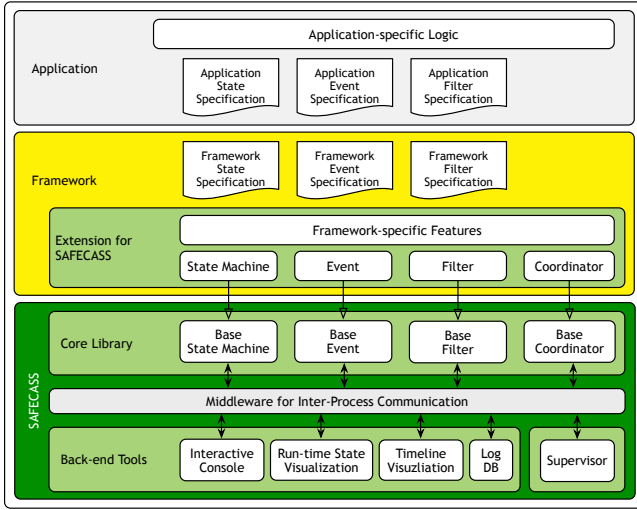 Application-specific Logic
Application
Application
State
Specification
Application
Event
Specification
Application
Filter
Specification
Framework
Framework
State
Specification
Framework
Event
Specification
Framework
Filter
Specification
Extension for
SAFECASS
Framework-specific Features
State Machine
Event
Filter
Coordinator
SAFECASS
Core Library
Base
State Machine
Base
Event
Base
Filter
Base
Coordinator
Middleware for Inter-Process Communication
Back-end Tools
Interactive
Console
Run-time State
Visualization
Timeline
Visuzliation
Log
DB
Supervisor